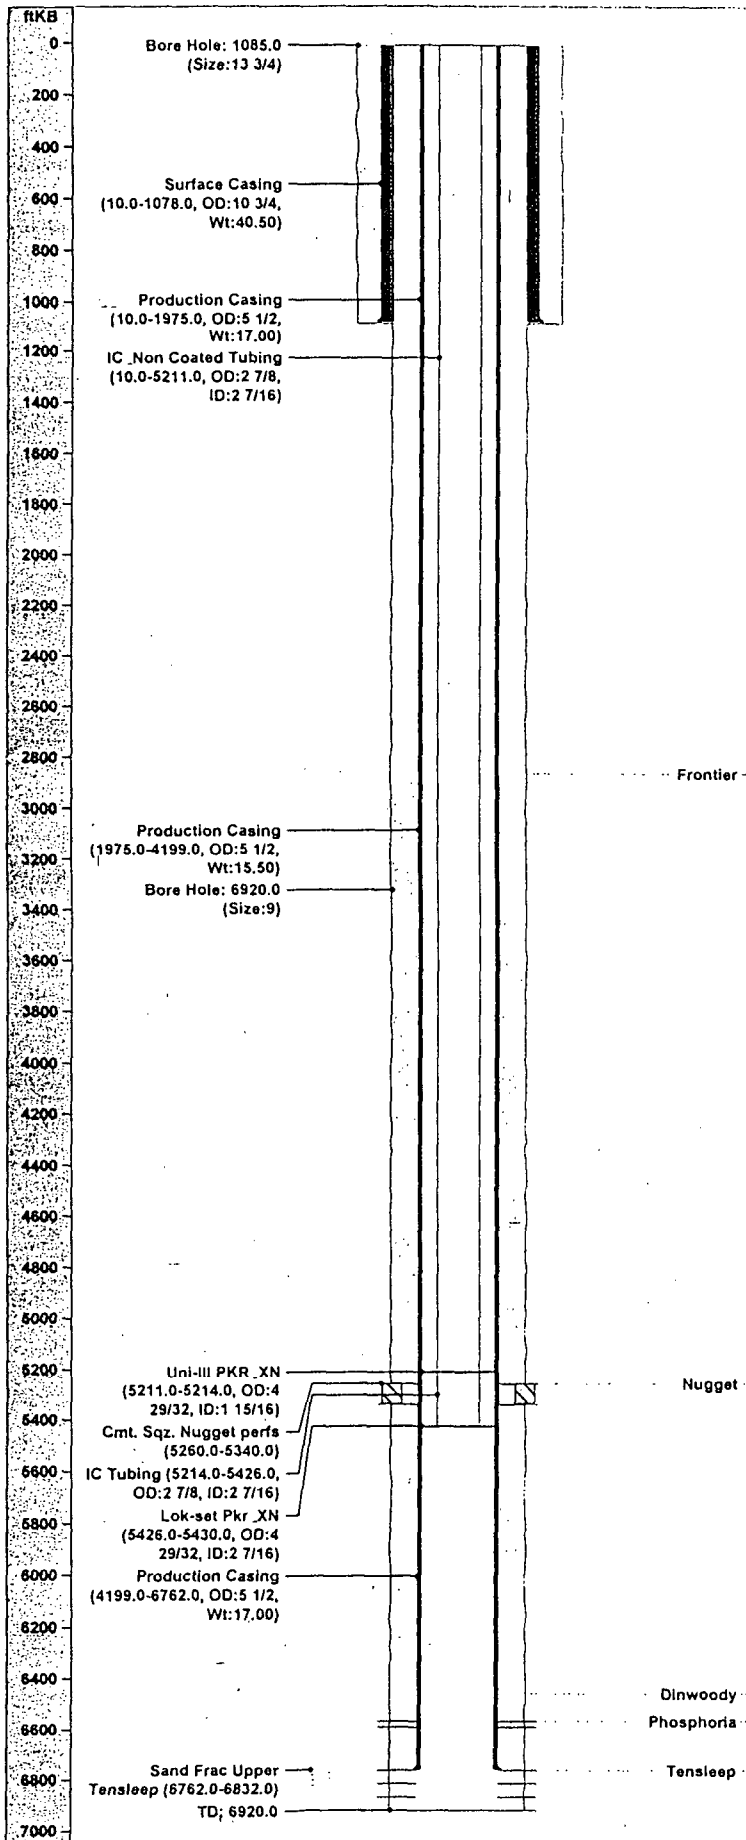 ftKB
0
Bore Hole: 1085.0
(Size:13 3/4)
200
400
Surface Casing
(10.0-1078.0, OD:10 3/4,
Wt:40.50)
600
800
1000
Production Casing
(10.0-1975.0, OD:5 1/2,
Wt:17.00)
1200
IC_Non Coated Tubing
(10.0-5211.0, OD:2 7/8,
ID:2 7/16)
1400
1600
1800
2000
2200
2400
2600
2800
Frontier
3000
Production Casing
(1975.0-4199.0, OD:5 1/2,
Wt:15.50)
3200
Bore Hole: 6920.0
(Size:9)
3400
3600
3800
4000
4200
4400
4600
4800
5000
5200
Uni-III PKR_XN
(5211.0-5214.0, OD:4
29/32, ID:1 15/16)
Nugget
5400
Cmt. Sqz. Nugget perfs
(5260.0-5340.0)
IC Tubing (5214.0-5426.0,
OD:2 7/8, ID:2 7/16)
5600
Lok-set Pkr_XN
(5426.0-5430.0, OD:4
29/32, ID:2 7/16)
5800
6000
Production Casing
(4199.0-6762.0, OD:5 1/2,
Wt:17.00)
6200
6400
Dinwoody
6600
Phosphoria
Sand Frac Upper
Tensleep (6762.0-6832.0)
Tensleep
6800
TD; 6920.0
7000